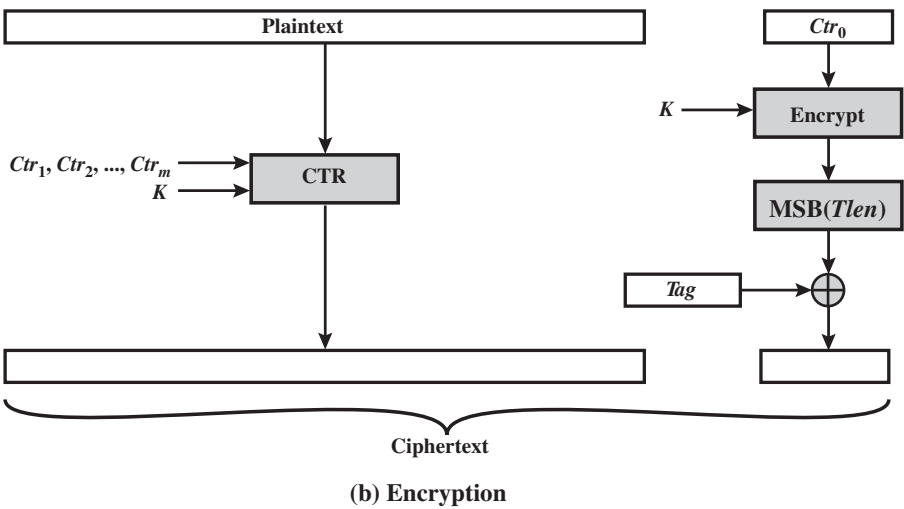 Plaintext
Ctr₀
K
Encrypt
Ctr₁, Ctr₂, ..., Ctrₘ
K
CTR
MSB(Tlen)
Tag
Ciphertext
(b) Encryption